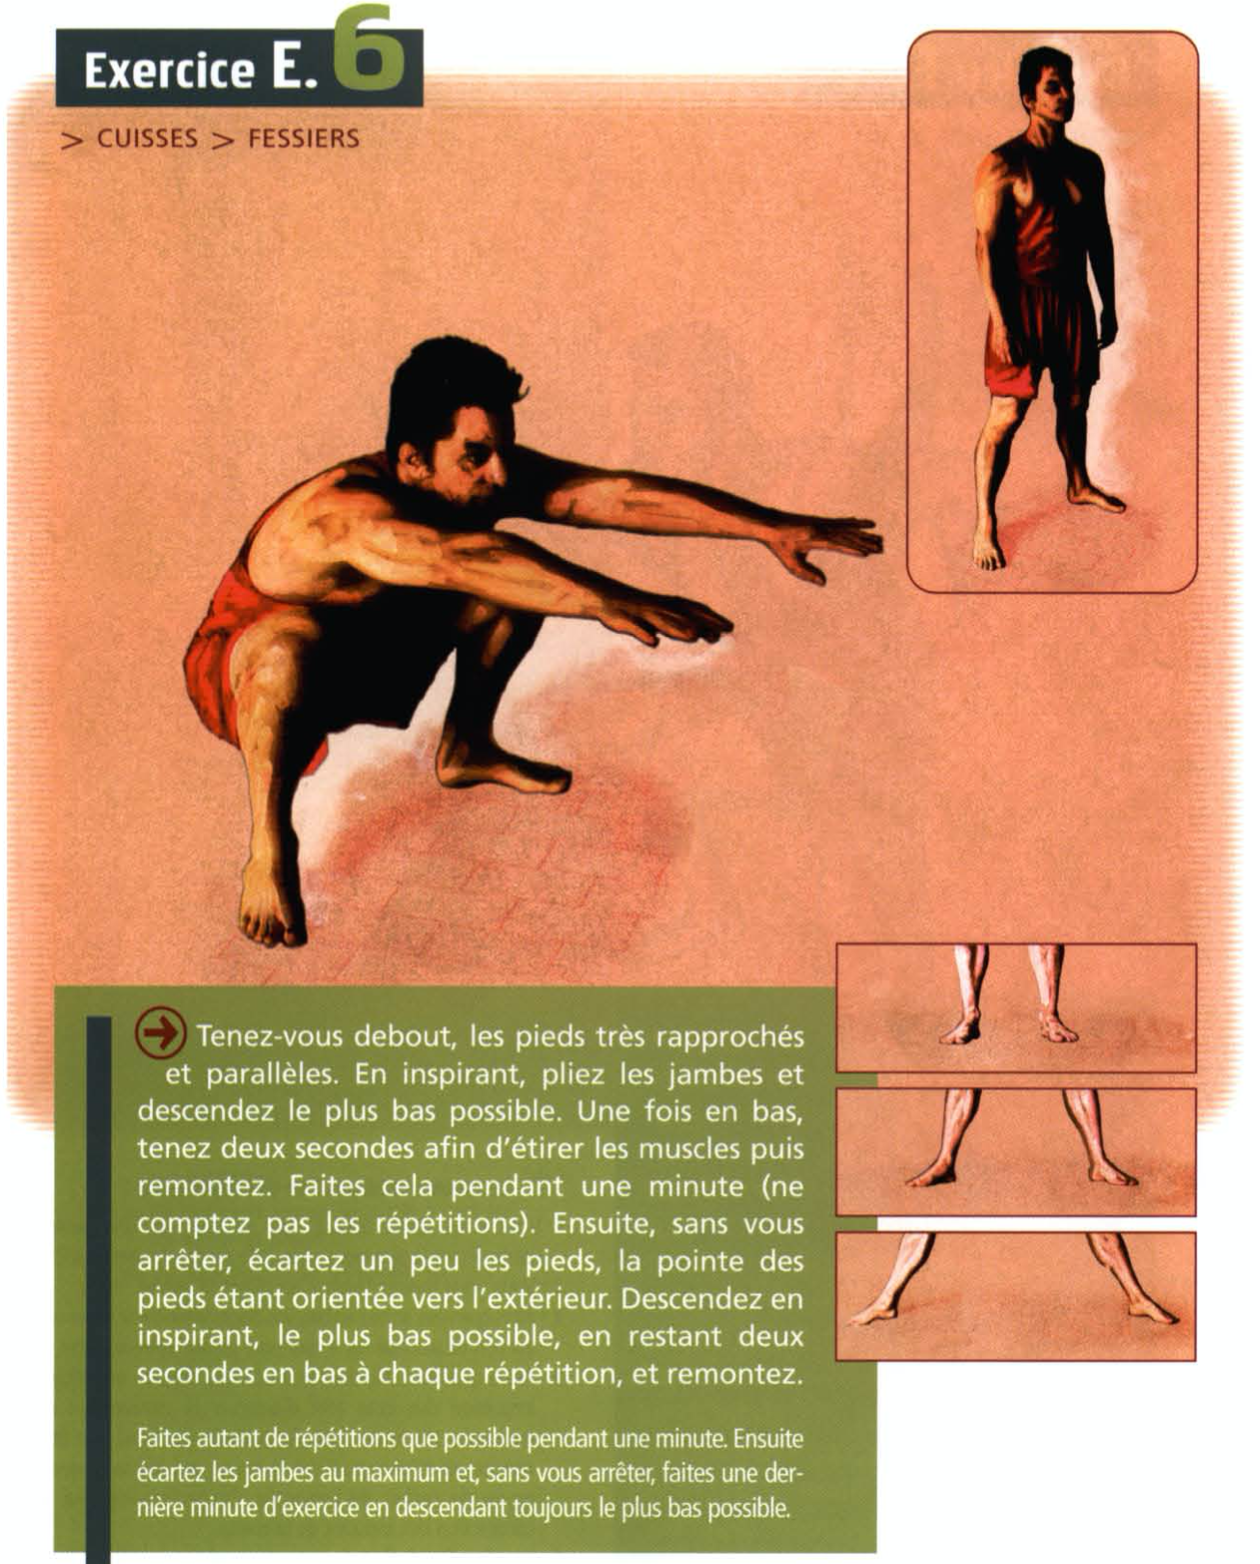 Exercice E. 6
> CUISSES > FESSIERS
Tenez-vous debout, les pieds très rapprochés
et parallèles. En inspirant, pliez les jambes et
descendez le plus bas possible. Une fois en bas,
tenez deux secondes afin d'étirer les muscles puis
remontez. Faites cela pendant une minute (ne
comptez pas les répétitions). Ensuite, sans vous
arrêter, écartez un peu les pieds, la pointe des
pieds étant orientée vers l'extérieur. Descendez en
inspirant, le plus bas possible, en restant deux
secondes en bas à chaque répétition, et remontez.
Faites autant de répétitions que possible pendant une minute. Ensuite
écartez les jambes au maximum et, sans vous arrêter, faites une der-
nière minute d'exercice en descendant toujours le plus bas possible.